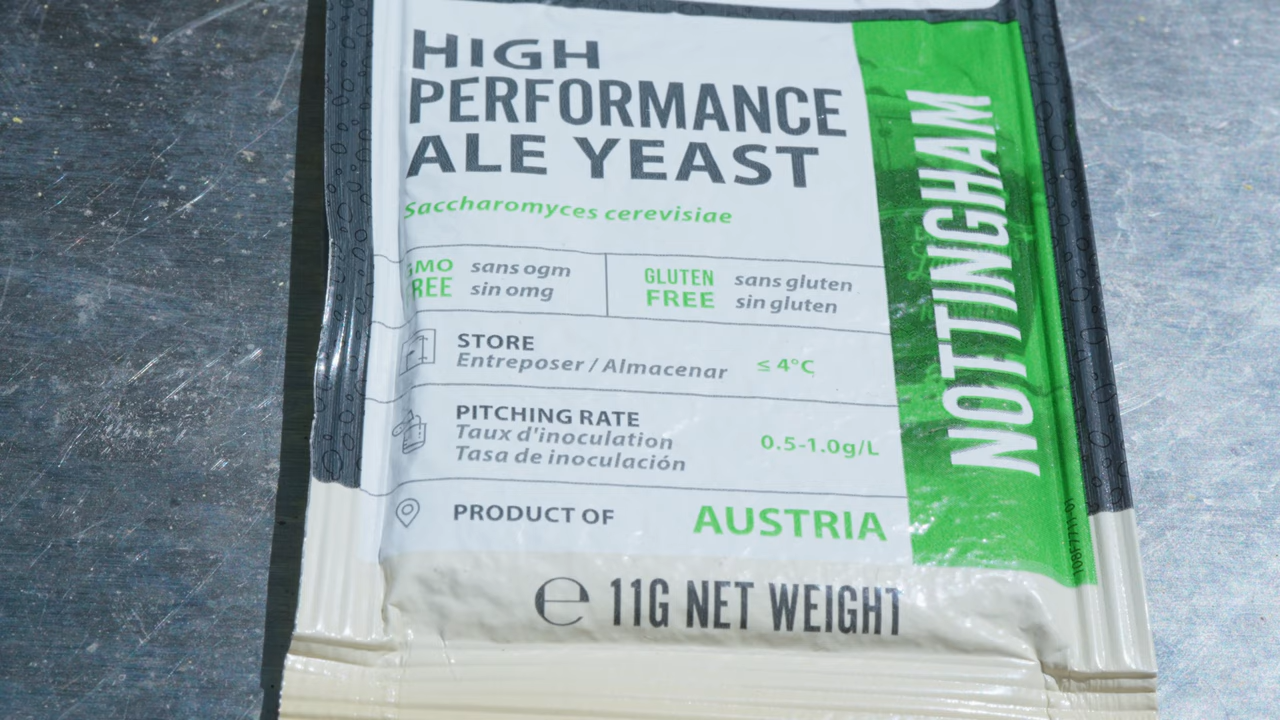 HIGH
PERFORMANCE
ALE YEAST
Saccharomyces cerevisiae
GMO FREE
sans ogm
sin omg
GLUTEN FREE
sans gluten
sin gluten
STORE
Entreposer / Almacenar
≤ 4°C
PITCHING RATE
Taux d'inoculation
Tasa de inoculación
0.5-1.0g/L
PRODUCT OF
AUSTRIA
℮ 11G NET WEIGHT
NOTTINGHAM